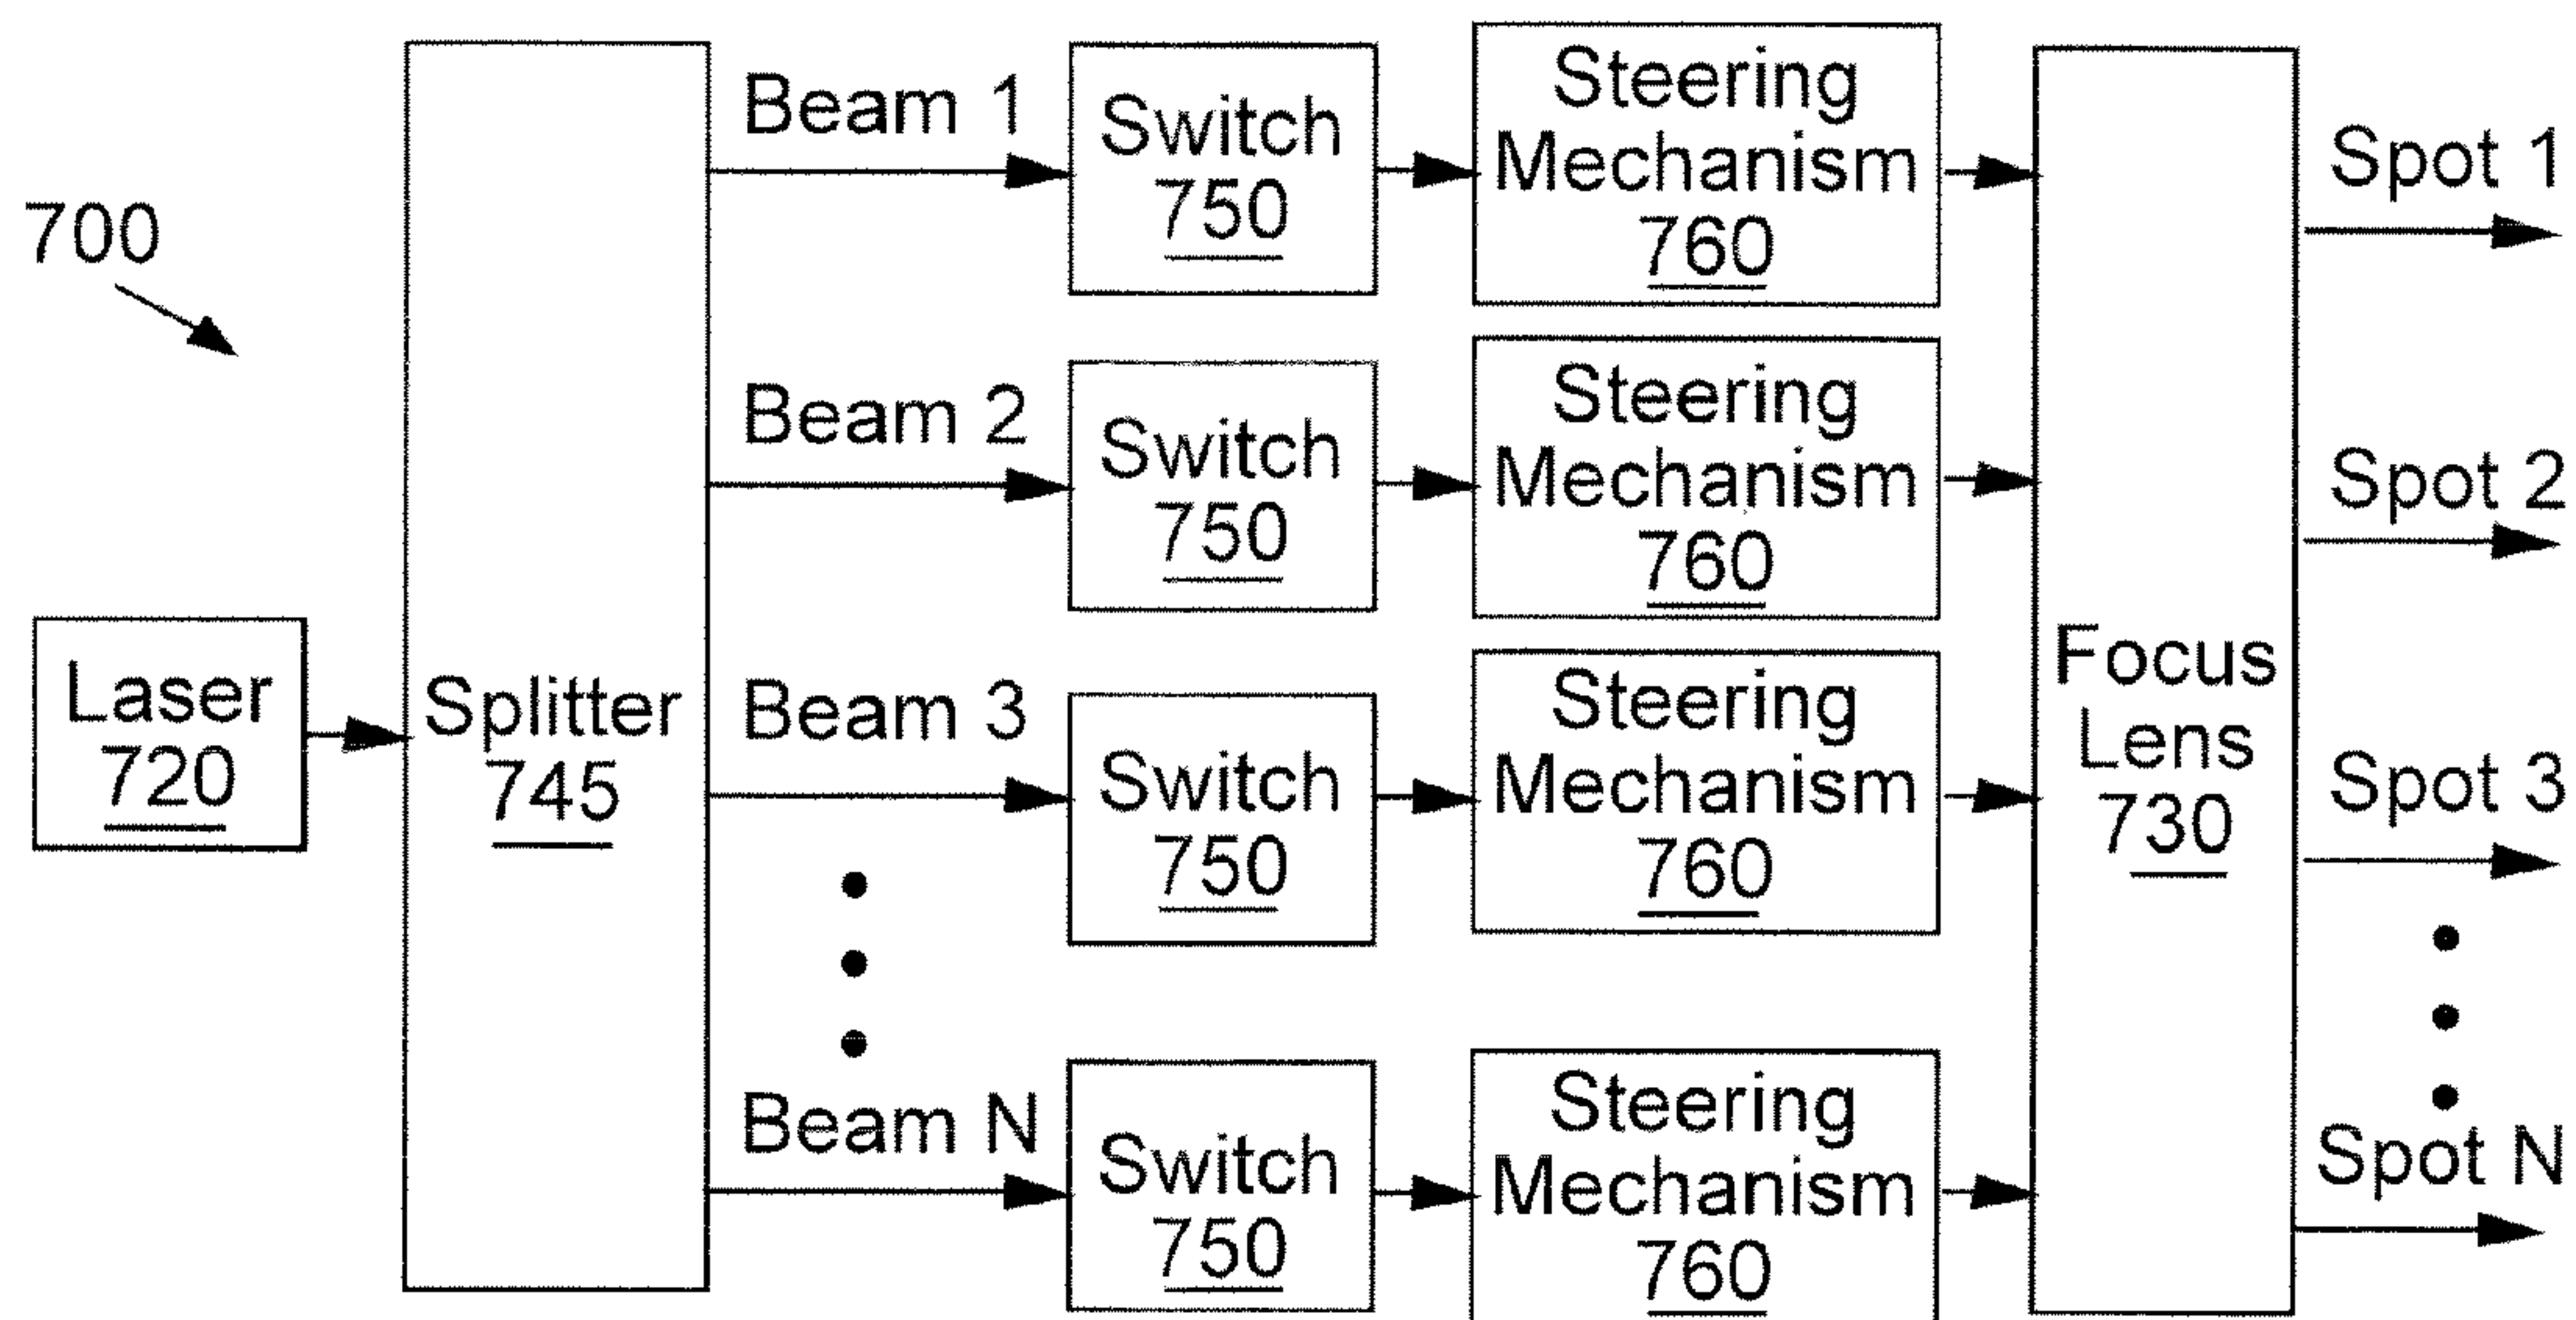 700
Laser
720
Splitter
745
Beam 1
Switch
750
Steering
Mechanism
760
Beam 2
Switch
750
Steering
Mechanism
760
Beam 3
Switch
750
Steering
Mechanism
760
Beam N
Switch
750
Steering
Mechanism
760
Focus
Lens
730
Spot 1
Spot 2
Spot 3
Spot N